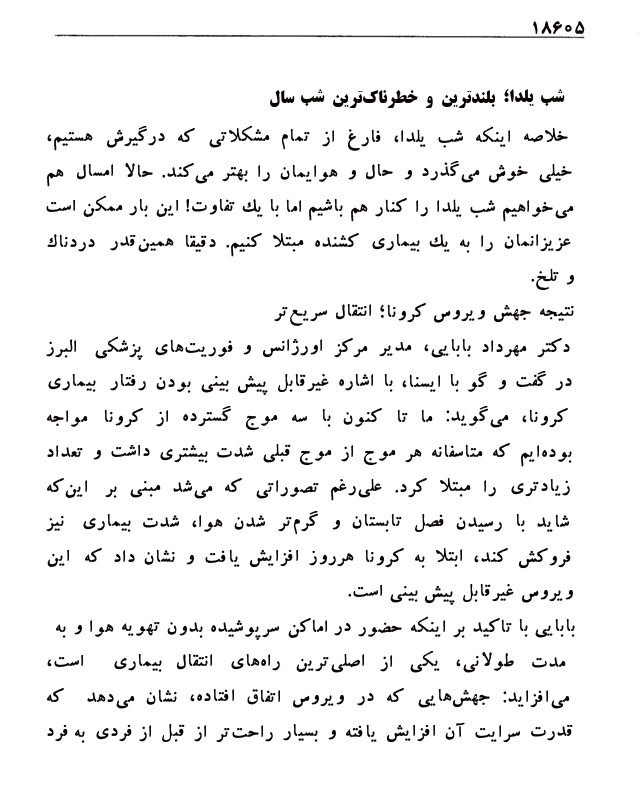 ۱۸۶۰۵
شب یلدا؛ بلندترین و خطرناک‌ترین شب سال
خلاصه اینکه شب یلدا، فارغ از تمام مشکلاتی که درگیرش هستیم،
خیلی خوش می‌گذرد و حال و هوایمان را بهتر می‌کند. حالا امسال هم
می‌خواهیم شب یلدا را کنار هم باشیم اما با یك تفاوت! این بار ممکن است
عزیزانمان را به یك بیماری کشنده مبتلا کنیم. دقیقا همین‌قدر دردناك
و تلخ.
نتیجه جهش ویروس کرونا؛ انتقال سریع‌تر
دکتر مهرداد بابایی، مدیر مرکز اورژانس و فوریت‌های پزشکی البرز
در گفت و گو با ایسنا، با اشاره غیرقابل پیش بینی بودن رفتار بیماری
کرونا، می‌گوید: ما تا کنون با سه موج گسترده از کرونا مواجه
بوده‌ایم که متاسفانه هر موج از موج قبلی شدت بیشتری داشت و تعداد
زیادتری را مبتلا کرد. علی‌رغم تصوراتی که می‌شد مبنی بر این‌که
شاید با رسیدن فصل تابستان و گرم‌تر شدن هوا، شدت بیماری نیز
فروکش کند، ابتلا به کرونا هرروز افزایش یافت و نشان داد که این
ویروس غیرقابل پیش بینی است.
بابایی با تاکید بر اینکه حضور در اماکن سرپوشیده بدون تهویه هوا و به
مدت طولانی، یکی از اصلی‌ترین راه‌های انتقال بیماری است،
می‌افزاید: جهش‌هایی که در ویروس اتفاق افتاده، نشان می‌دهد که
قدرت سرایت آن افزایش یافته و بسیار راحت‌تر از قبل از فردی به فرد